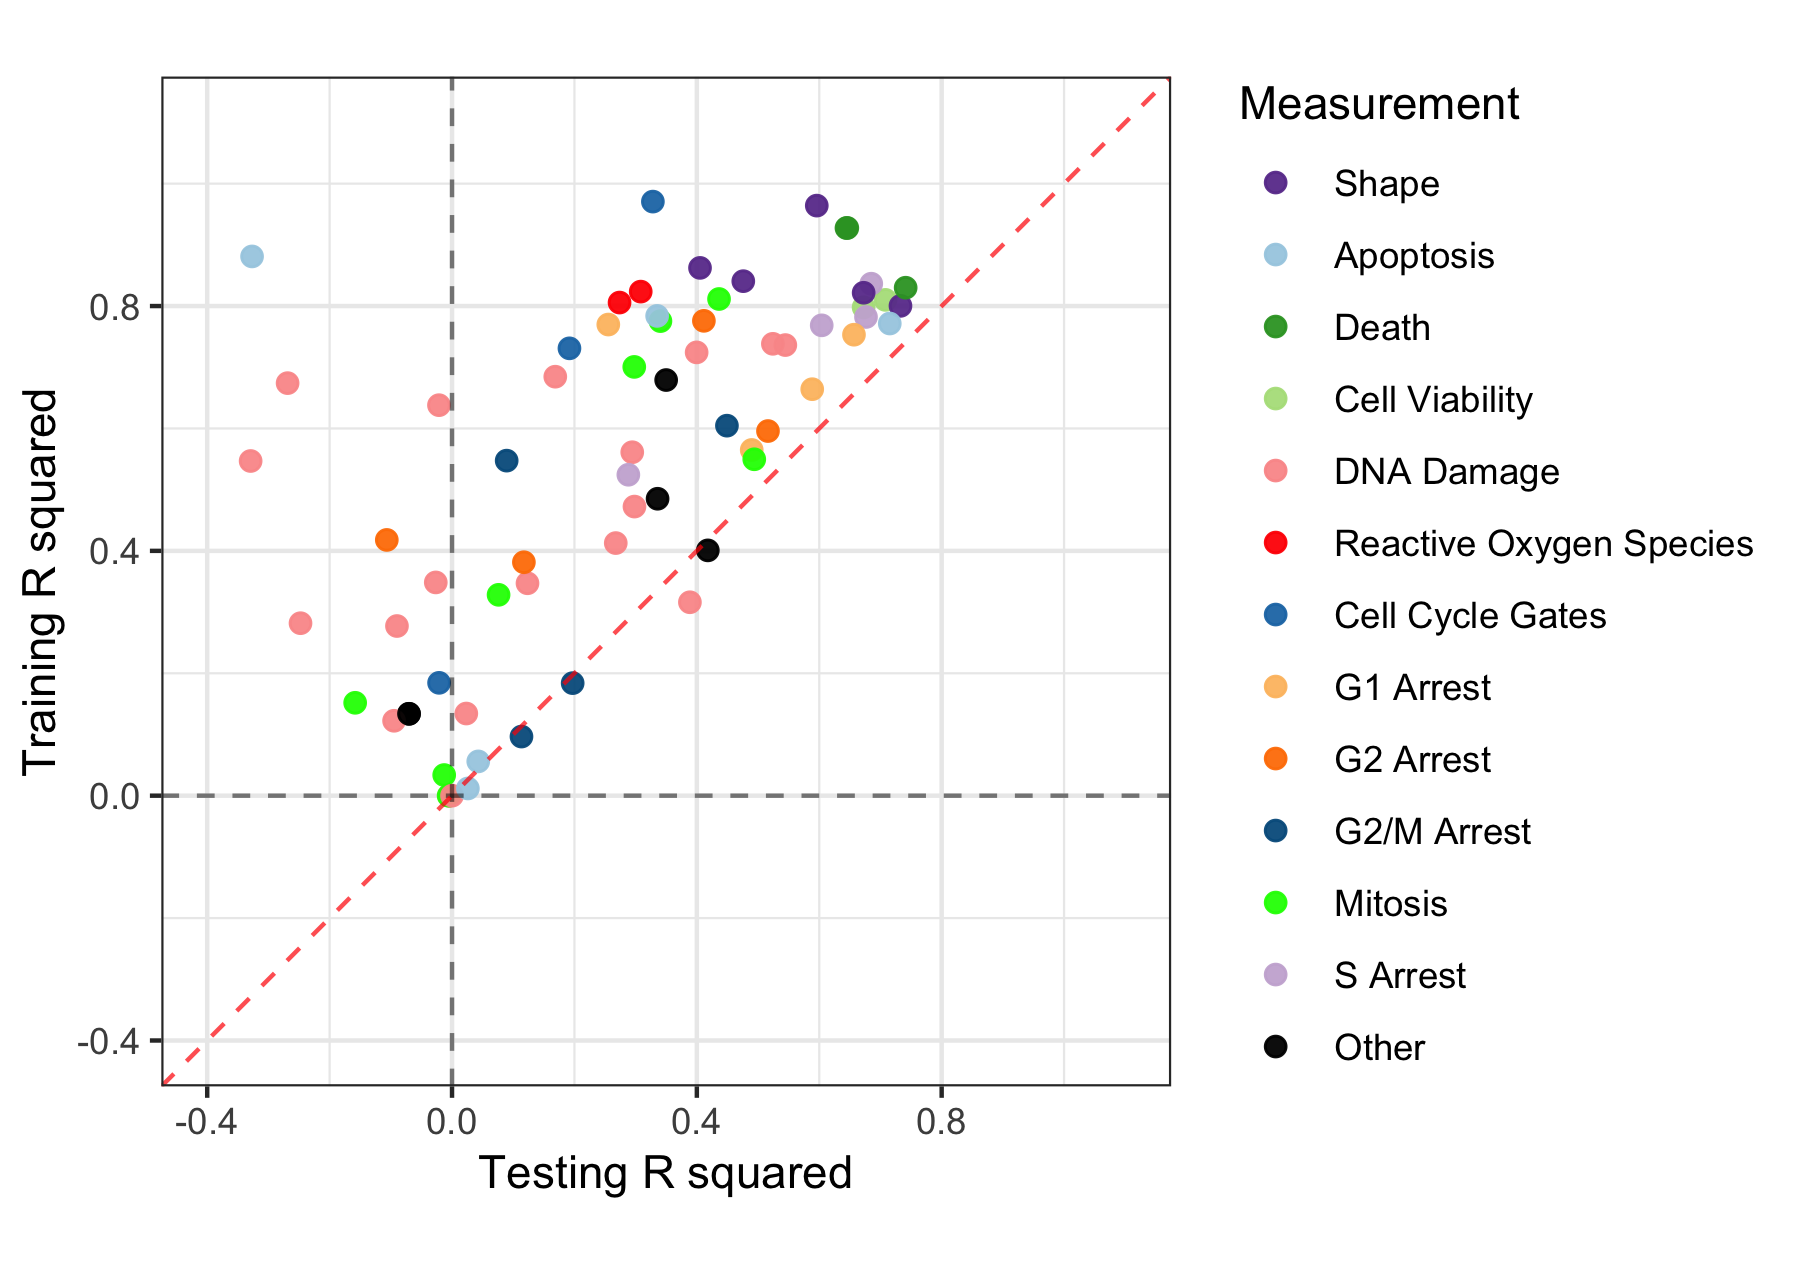 Training R squared
0.8
0.4
0.0
-0.4
-0.4
0.0
0.4
0.8
Testing R squared
Measurement
Shape
Apoptosis
Death
Cell Viability
DNA Damage
Reactive Oxygen Species
Cell Cycle Gates
G1 Arrest
G2 Arrest
G2/M Arrest
Mitosis
S Arrest
Other